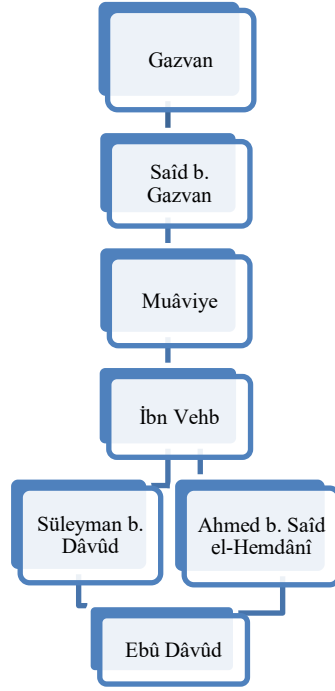 Gazvan
Saîd b.
Gazvan
Muâviye
İbn Vehb
Süleyman b.
Dâvûd
Ahmed b. Saîd
el-Hemdânî
Ebû Dâvûd